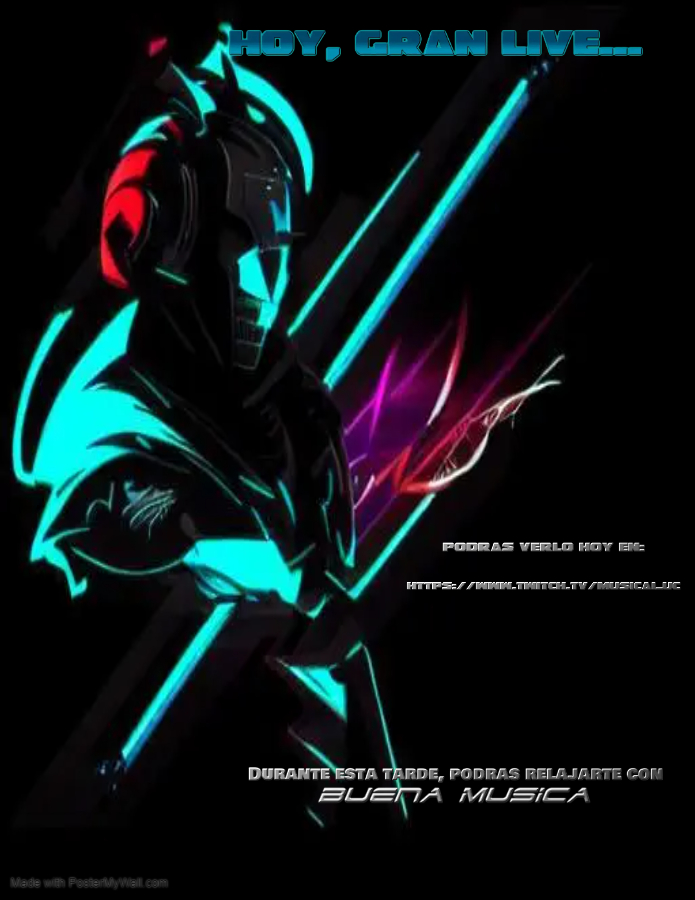 HOY, GRAN LIVE...
PODRAS VERLO HOY EN:
HTTPS://WWW.TWITCH.TV/MUSICAL_UC
DURANTE ESTA TARDE, PODRAS RELAJARTE CON
BUENA MUSICA
Made with PosterMyWall.com